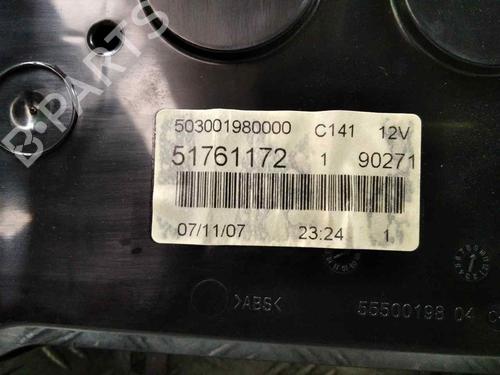 B-PARTS
503001980000 C141 12V
51761172 1 90271
07/11/07 23:24 1
>ABS<
55500198 04